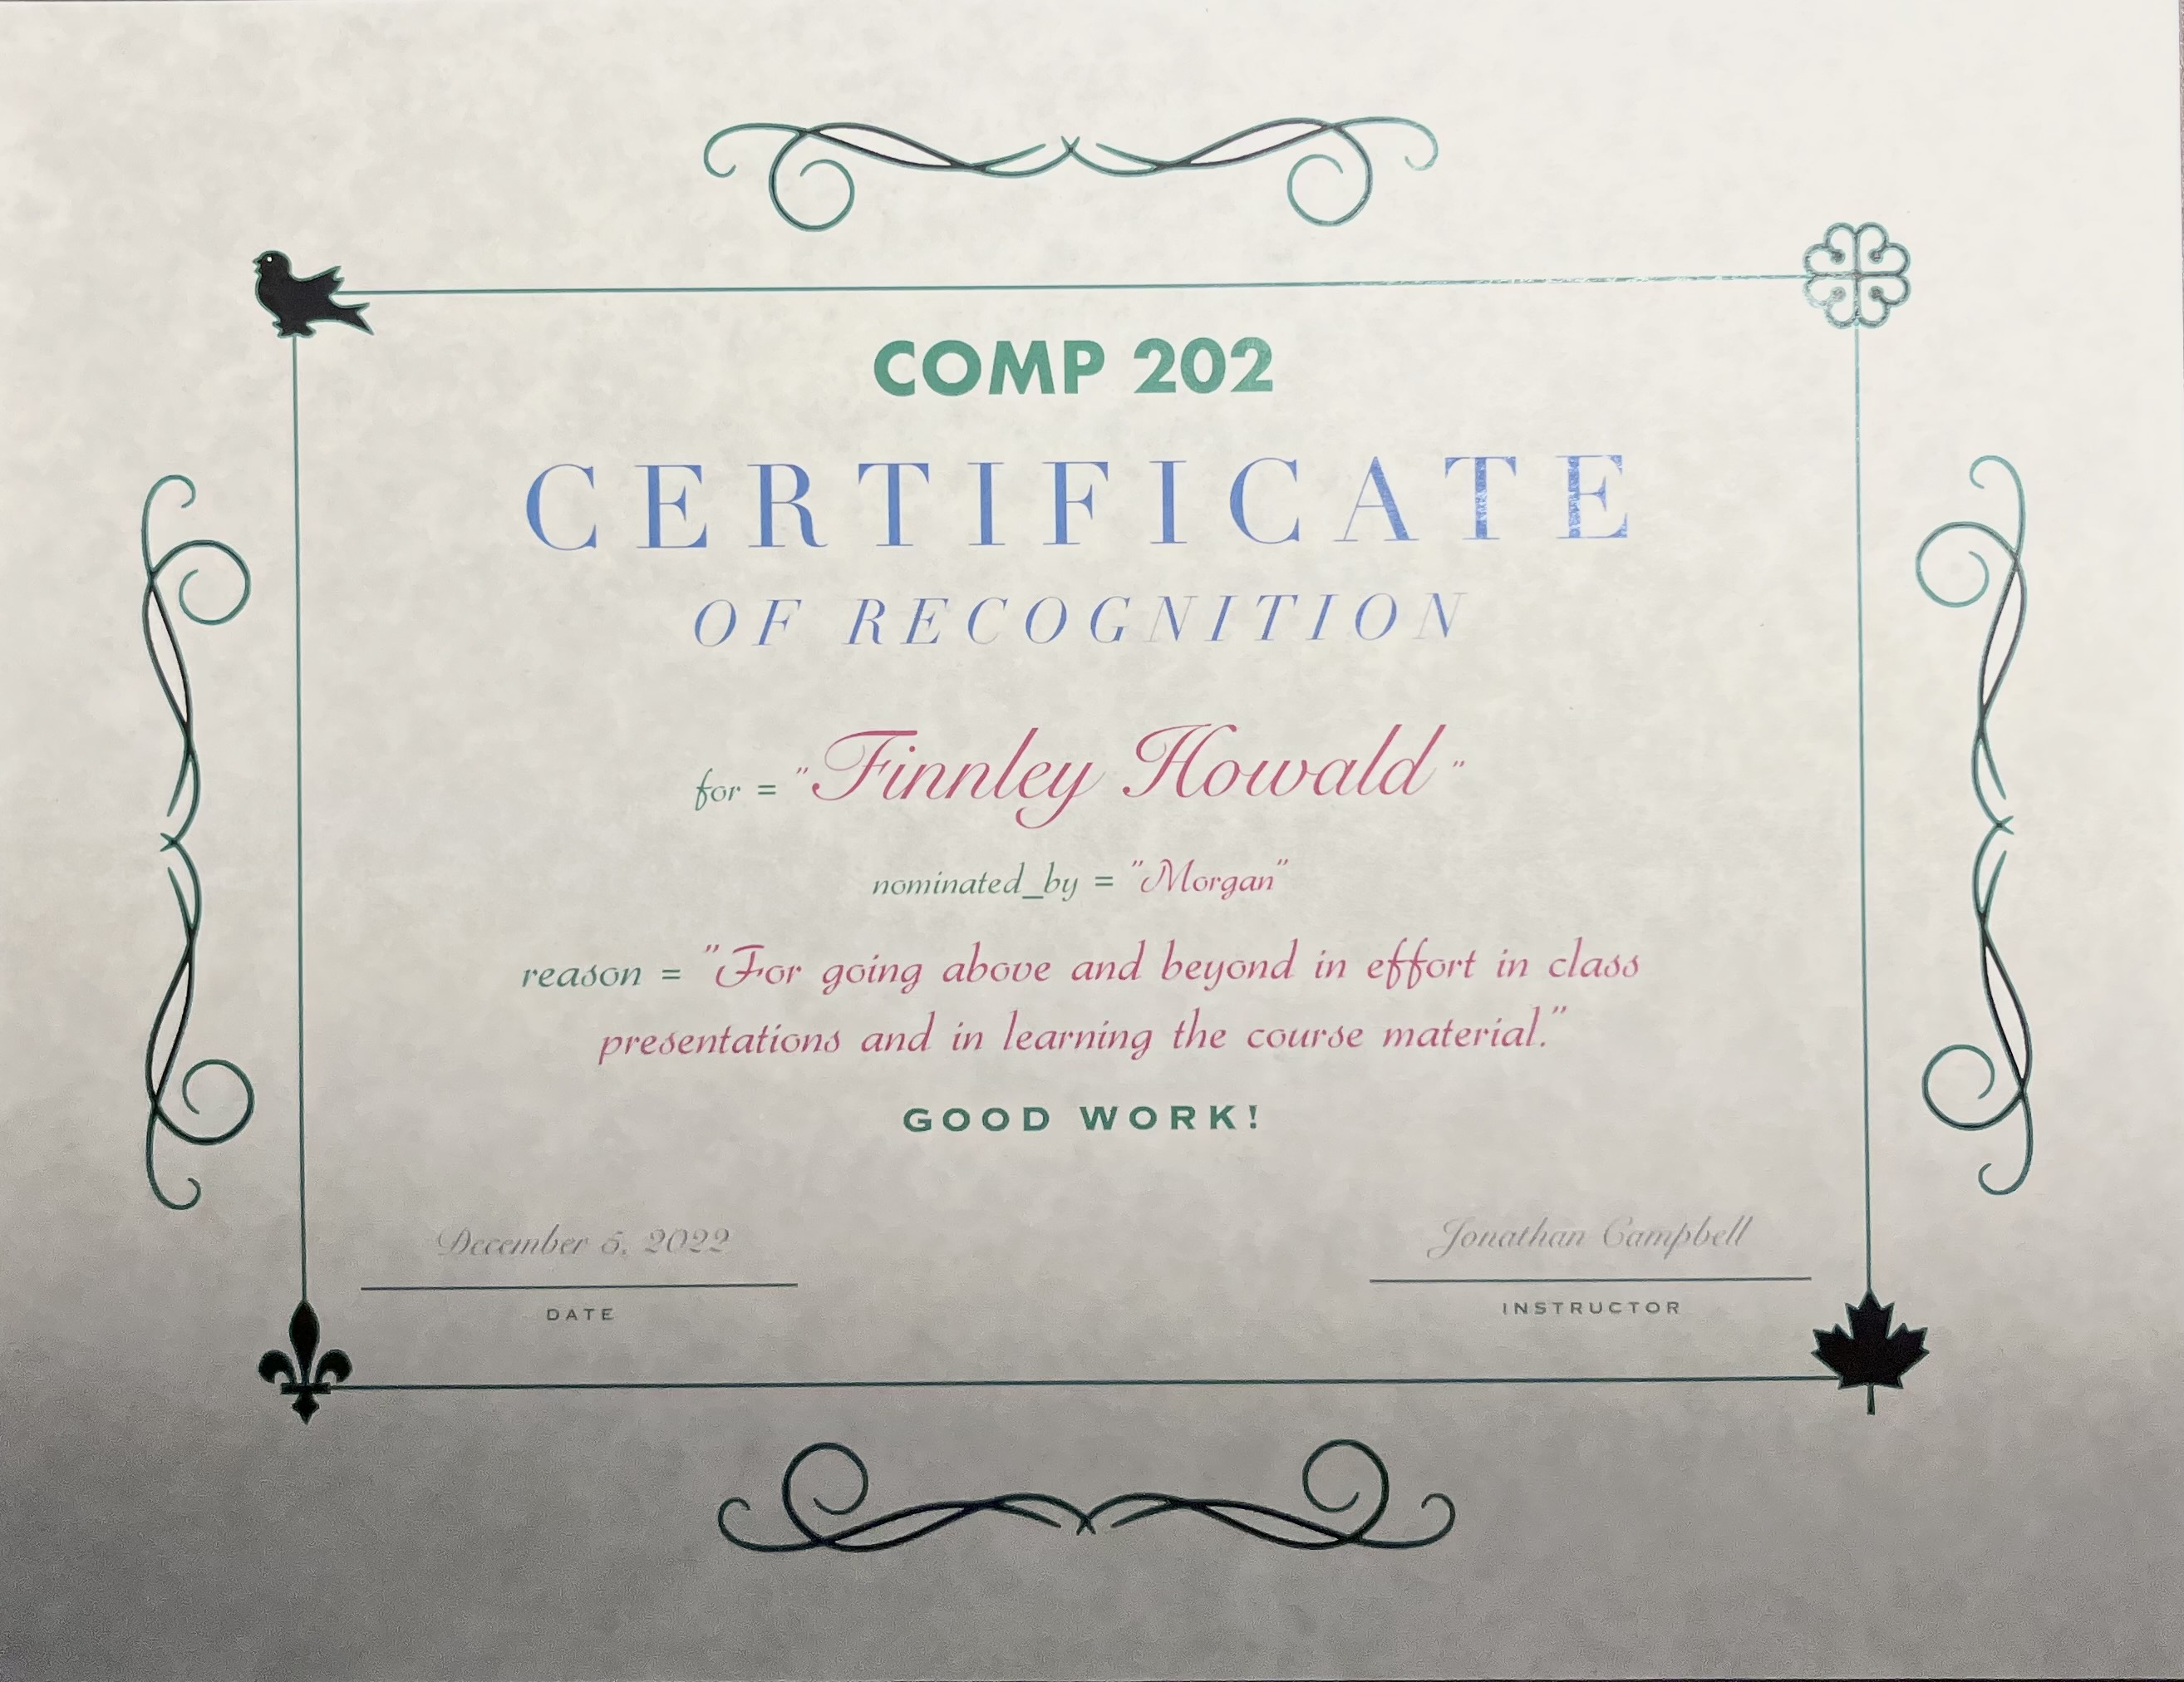 COMP 202
CERTIFICATE
OF RECOGNITION
for = "Finnley Howald"
nominated_by = "Morgan"
reason = "For going above and beyond in effort in class
presentations and in learning the course material."
GOOD WORK!
December 5, 2022
DATE
Jonathan Campbell
INSTRUCTOR